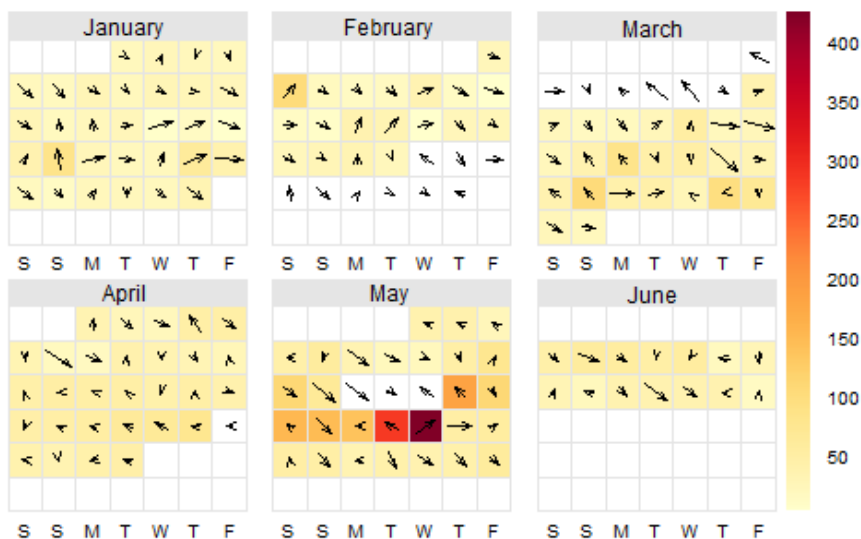 January February March
400
350
300
S S M T W T F S S M T W T F S S M T W T F
250
April May June
200
150
100
50
S S M T W T F S S M T W T F S S M T W T F